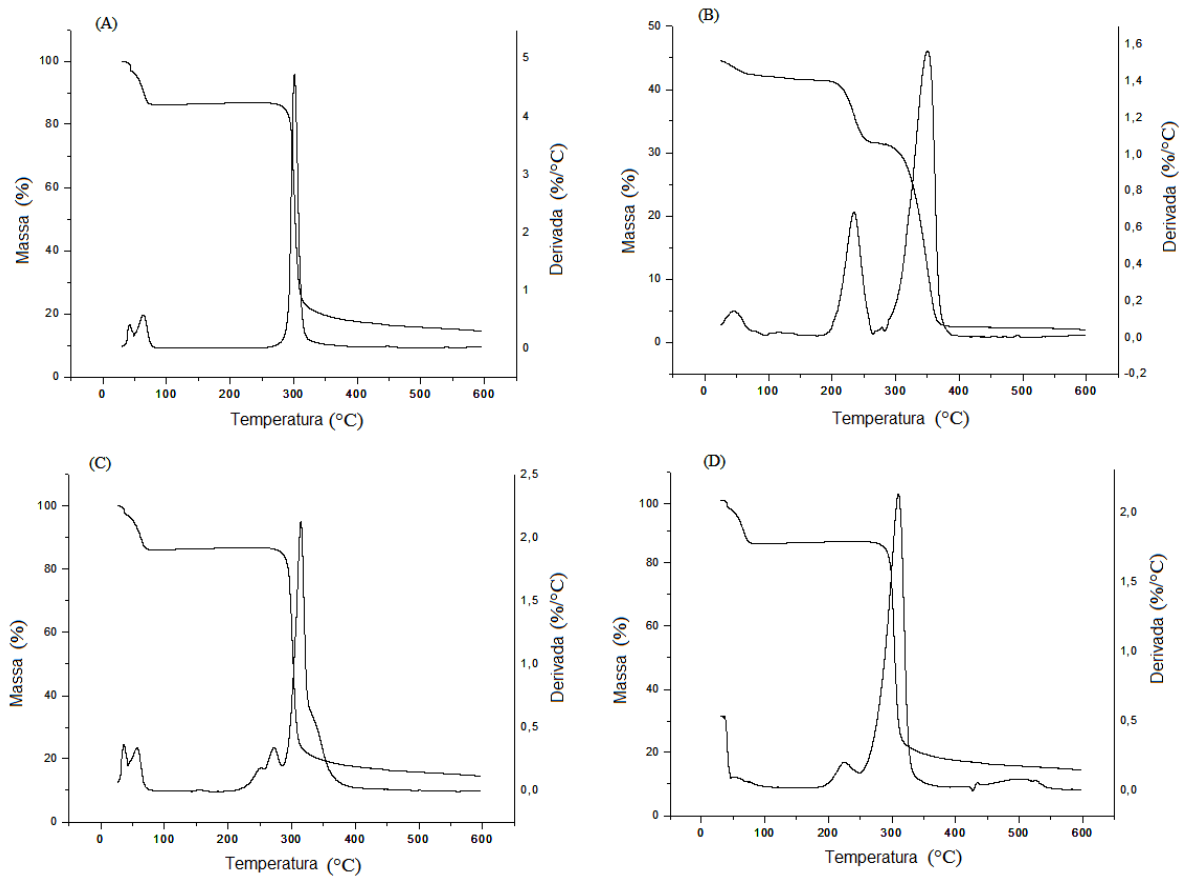 (A)
100
80
60
40
20
0
Massa (%)
5
4
3
2
1
0
Derivada (%/°C)
0 100 200 300 400 500 600
Temperatura (°C)
(B)
50
40
30
20
10
0
Massa (%)
1,6
1,4
1,2
1,0
0,8
0,6
0,4
0,2
0,0
-0,2
Derivada (%/°C)
0 100 200 300 400 500 600
Temperatura (°C)
(C)
100
80
60
40
20
0
Massa (%)
2,5
2,0
1,5
1,0
0,5
0,0
Derivada (%/°C)
0 100 200 300 400 500 600
Temperatura (°C)
(D)
100
80
60
40
20
0
Massa (%)
2,0
1,5
1,0
0,5
0,0
Derivada (%/°C)
0 100 200 300 400 500 600
Temperatura (°C)